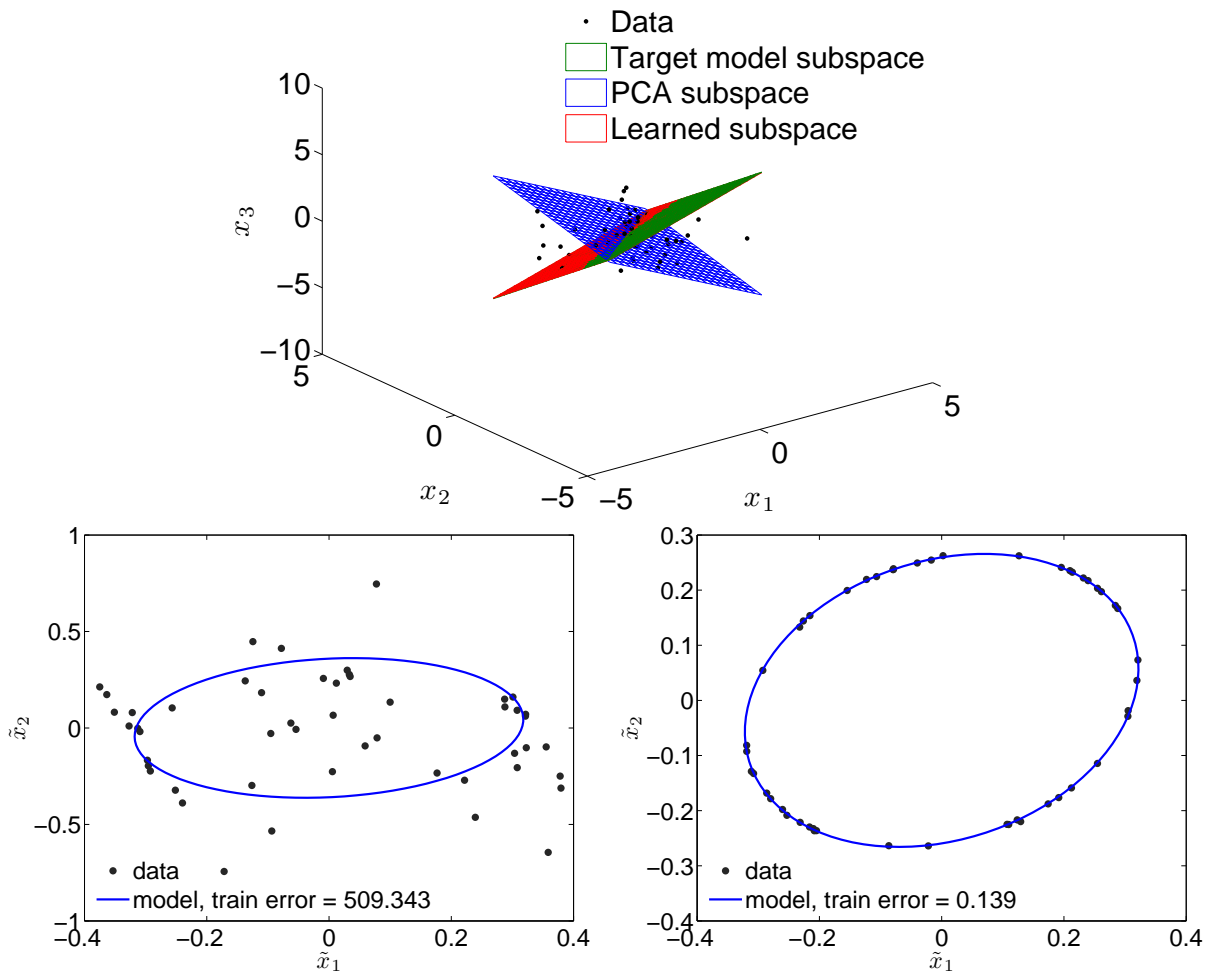 Data
Target model subspace
PCA subspace
Learned subspace
10
5
0
−5
−10
x3
5
0
−5
x2
−5
0
5
x1
1
0.5
0
−0.5
−1
x̃2
data
model, train error = 509.343
−0.4
−0.2
0
0.2
0.4
x̃1
0.3
0.2
0.1
0
−0.1
−0.2
−0.3
−0.4
x̃2
data
model, train error = 0.139
−0.4
−0.2
0
0.2
0.4
x̃1